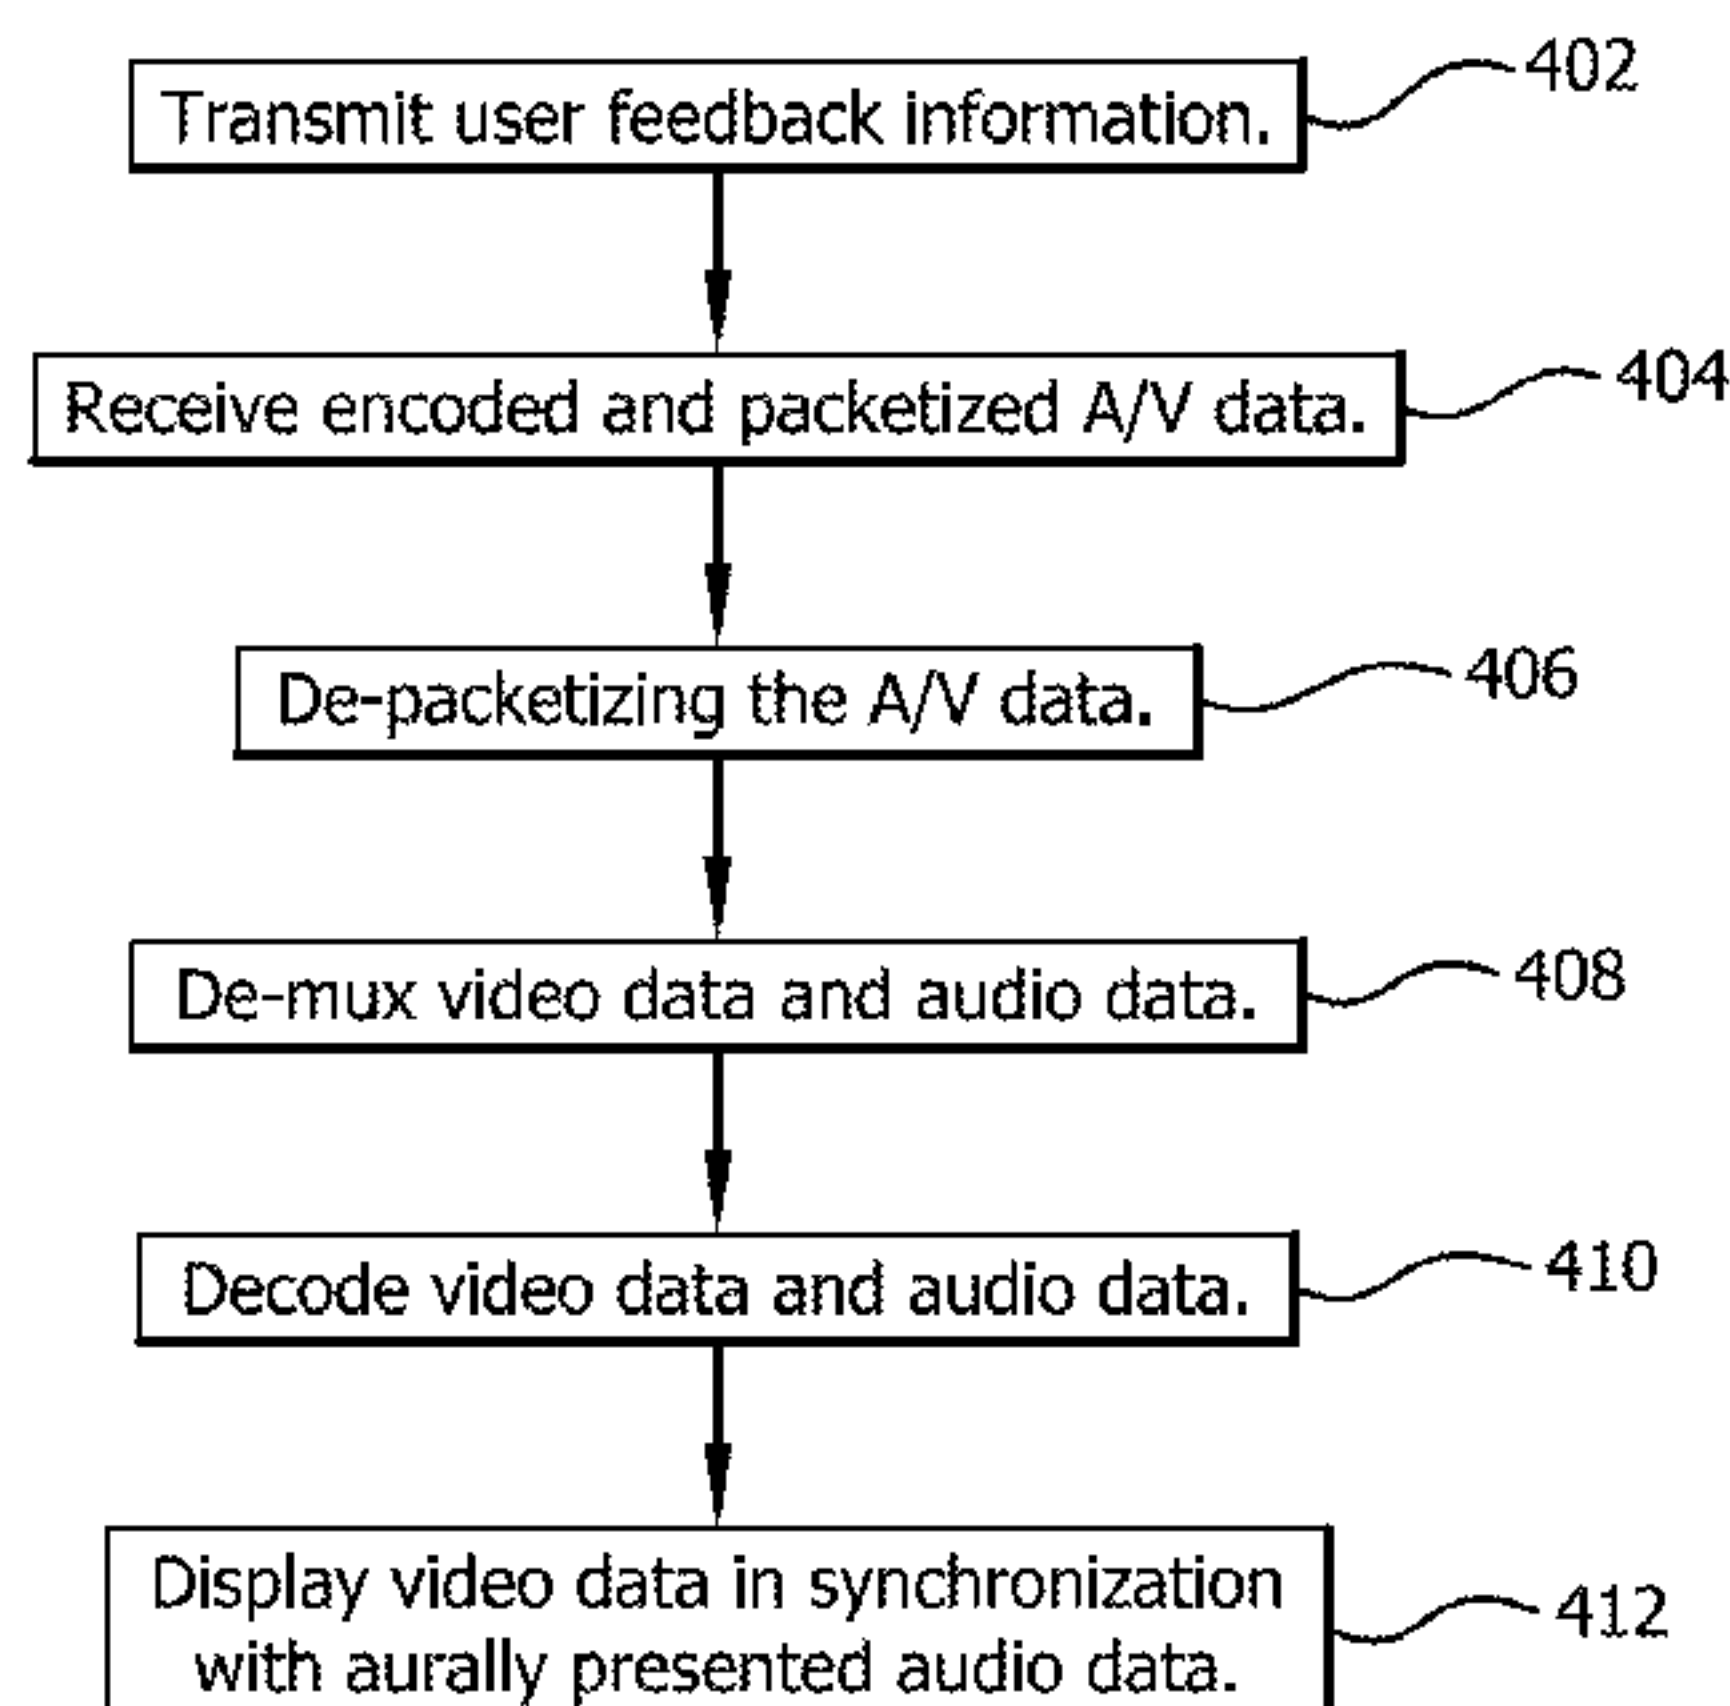 Transmit user feedback information.
402
Receive encoded and packetized A/V data.
404
De-packetizing the A/V data.
406
De-mux video data and audio data.
408
Decode video data and audio data.
410
Display video data in synchronization
with aurally presented audio data.
412